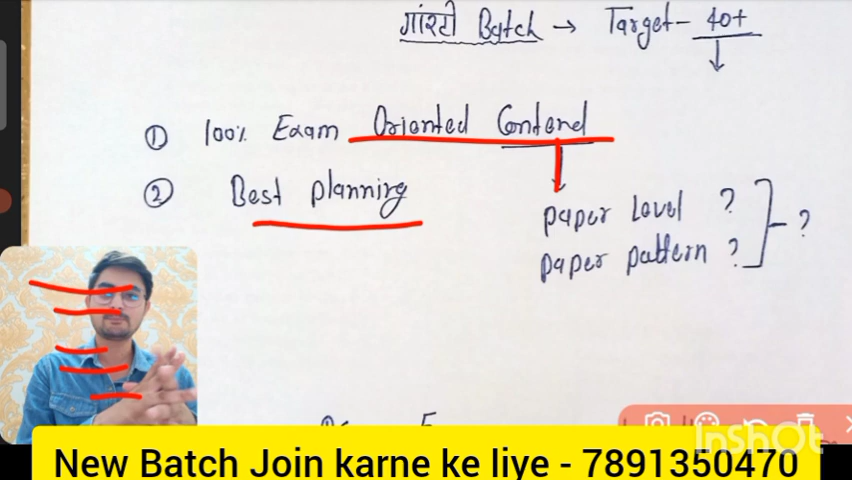 गारंटी Batch → Target - 40+
① 100% Exam Oriented Contend
② Best planning
paper Level ?
paper pattern ?
?
5
InShOt
New Batch Join karne ke liye - 7891350470